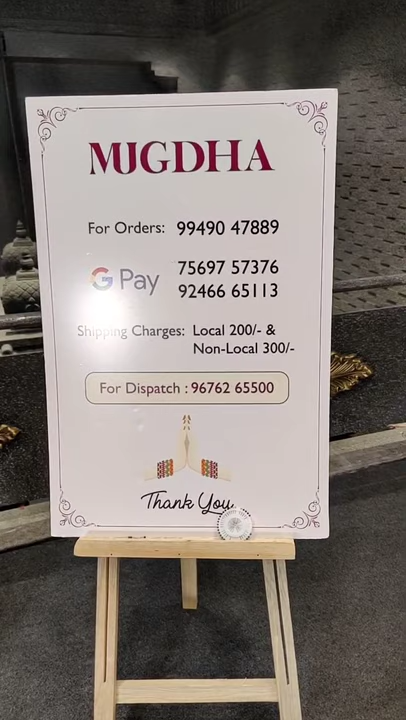 MUGDHA
For Orders: 99490 47889
G Pay 75697 57376
92466 65113
Shipping Charges: Local 200/- &
Non-Local 300/-
For Dispatch : 96762 65500
Thank You